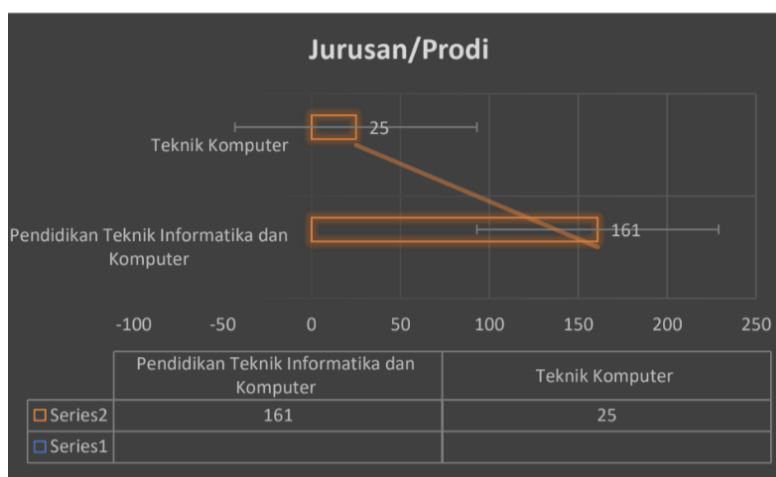 Jurusan/Prodi
25
Teknik Komputer
161
Pendidikan Teknik Informatika dan
Komputer
-100 -50 0 50 100 150 200 250
Pendidikan Teknik Informatika dan
Komputer
Teknik Komputer
Series2 161 25
Series1